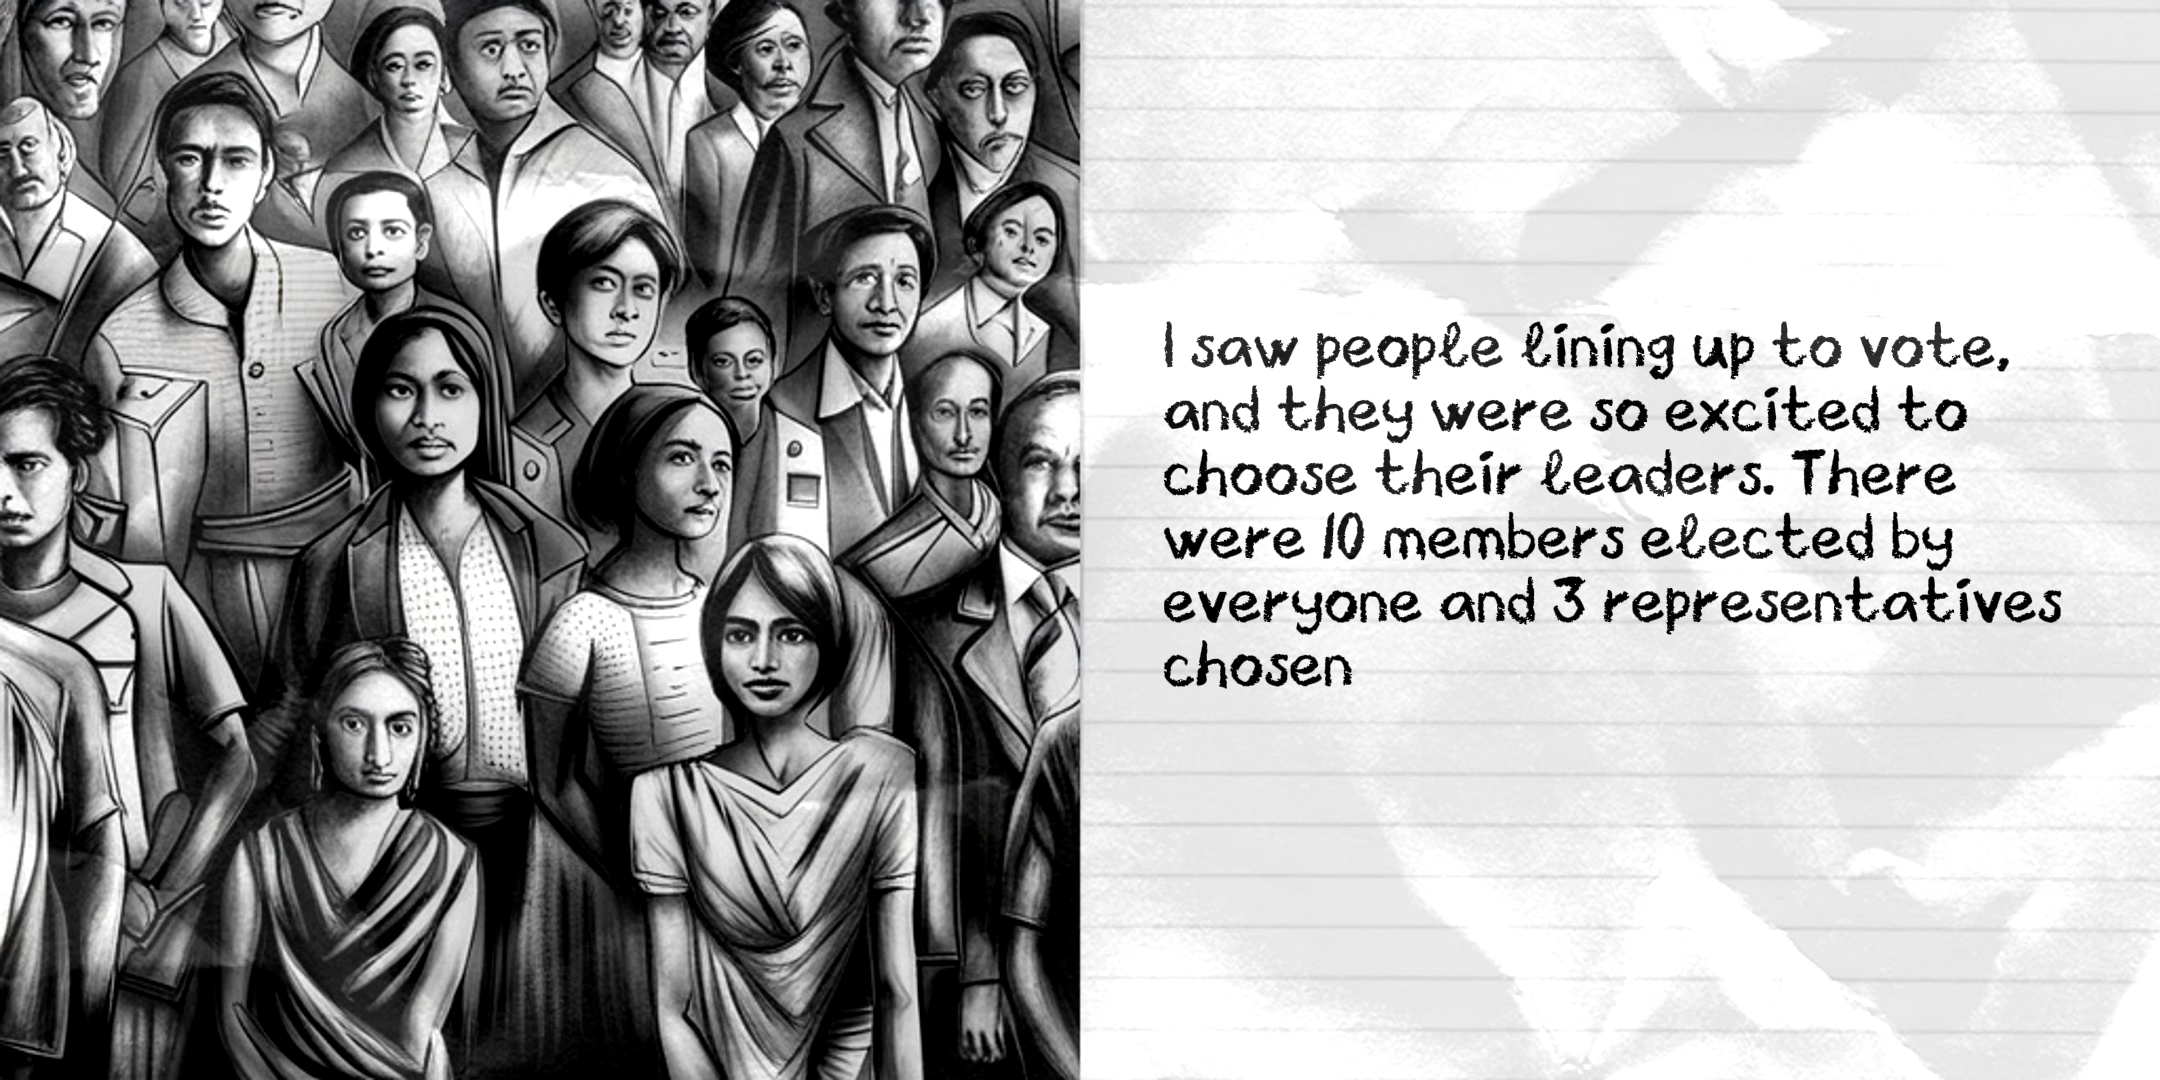 I saw people lining up to vote,
and they were so excited to
choose their leaders. There
were 10 members elected by
everyone and 3 representatives
chosen